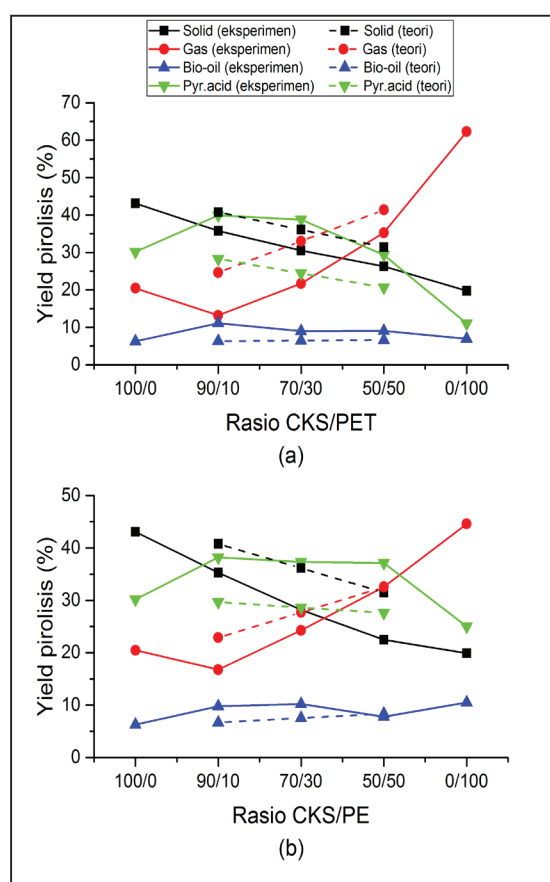 Solid (eksperimen) Solid (teori)
Gas (eksperimen) Gas (teori)
Bio-oil (eksperimen) Bio-oil (teori)
Pyr.acid (eksperimen) Pyr.acid (teori)
70
60
50
40
30
20
10
0
Yield pirolisis (%)
100/0 90/10 70/30 50/50 0/100
Rasio CKS/PET
(a)
50
40
30
20
10
0
Yield pirolisis (%)
100/0 90/10 70/30 50/50 0/100
Rasio CKS/PE
(b)